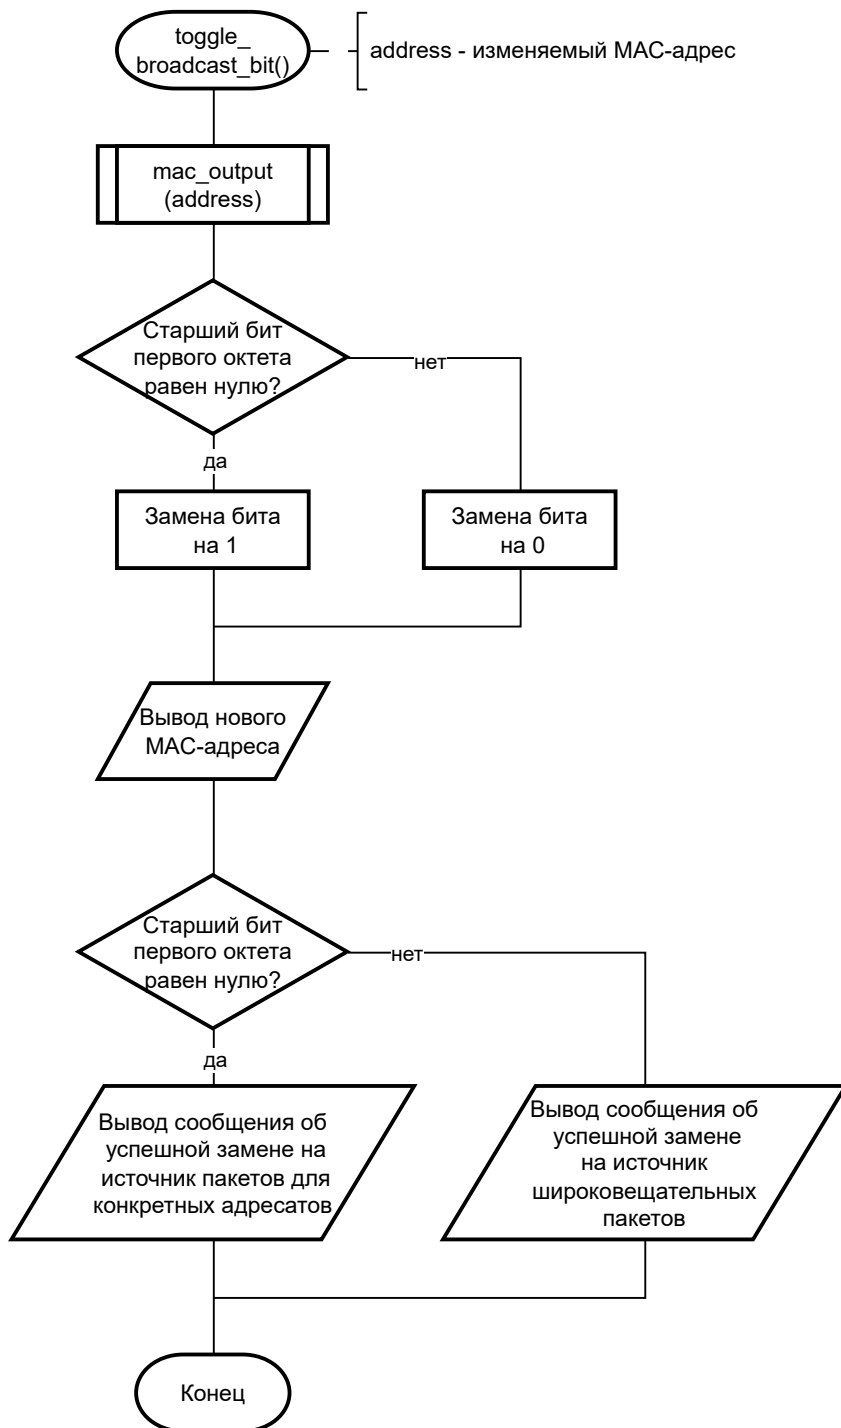 toggle_
broadcast_bit()
address - изменяемый MAC-адрес
mac_output
(address)
Старший бит
первого октета
равен нулю?
нет
да
Замена бита
на 1
Замена бита
на 0
Вывод нового
MAC-адреса
Старший бит
первого октета
равен нулю?
нет
да
Вывод сообщения об
успешной замене на
источник пакетов для
конкретных адресатов
Вывод сообщения об
успешной замене
на источник
широковещательных
пакетов
Конец